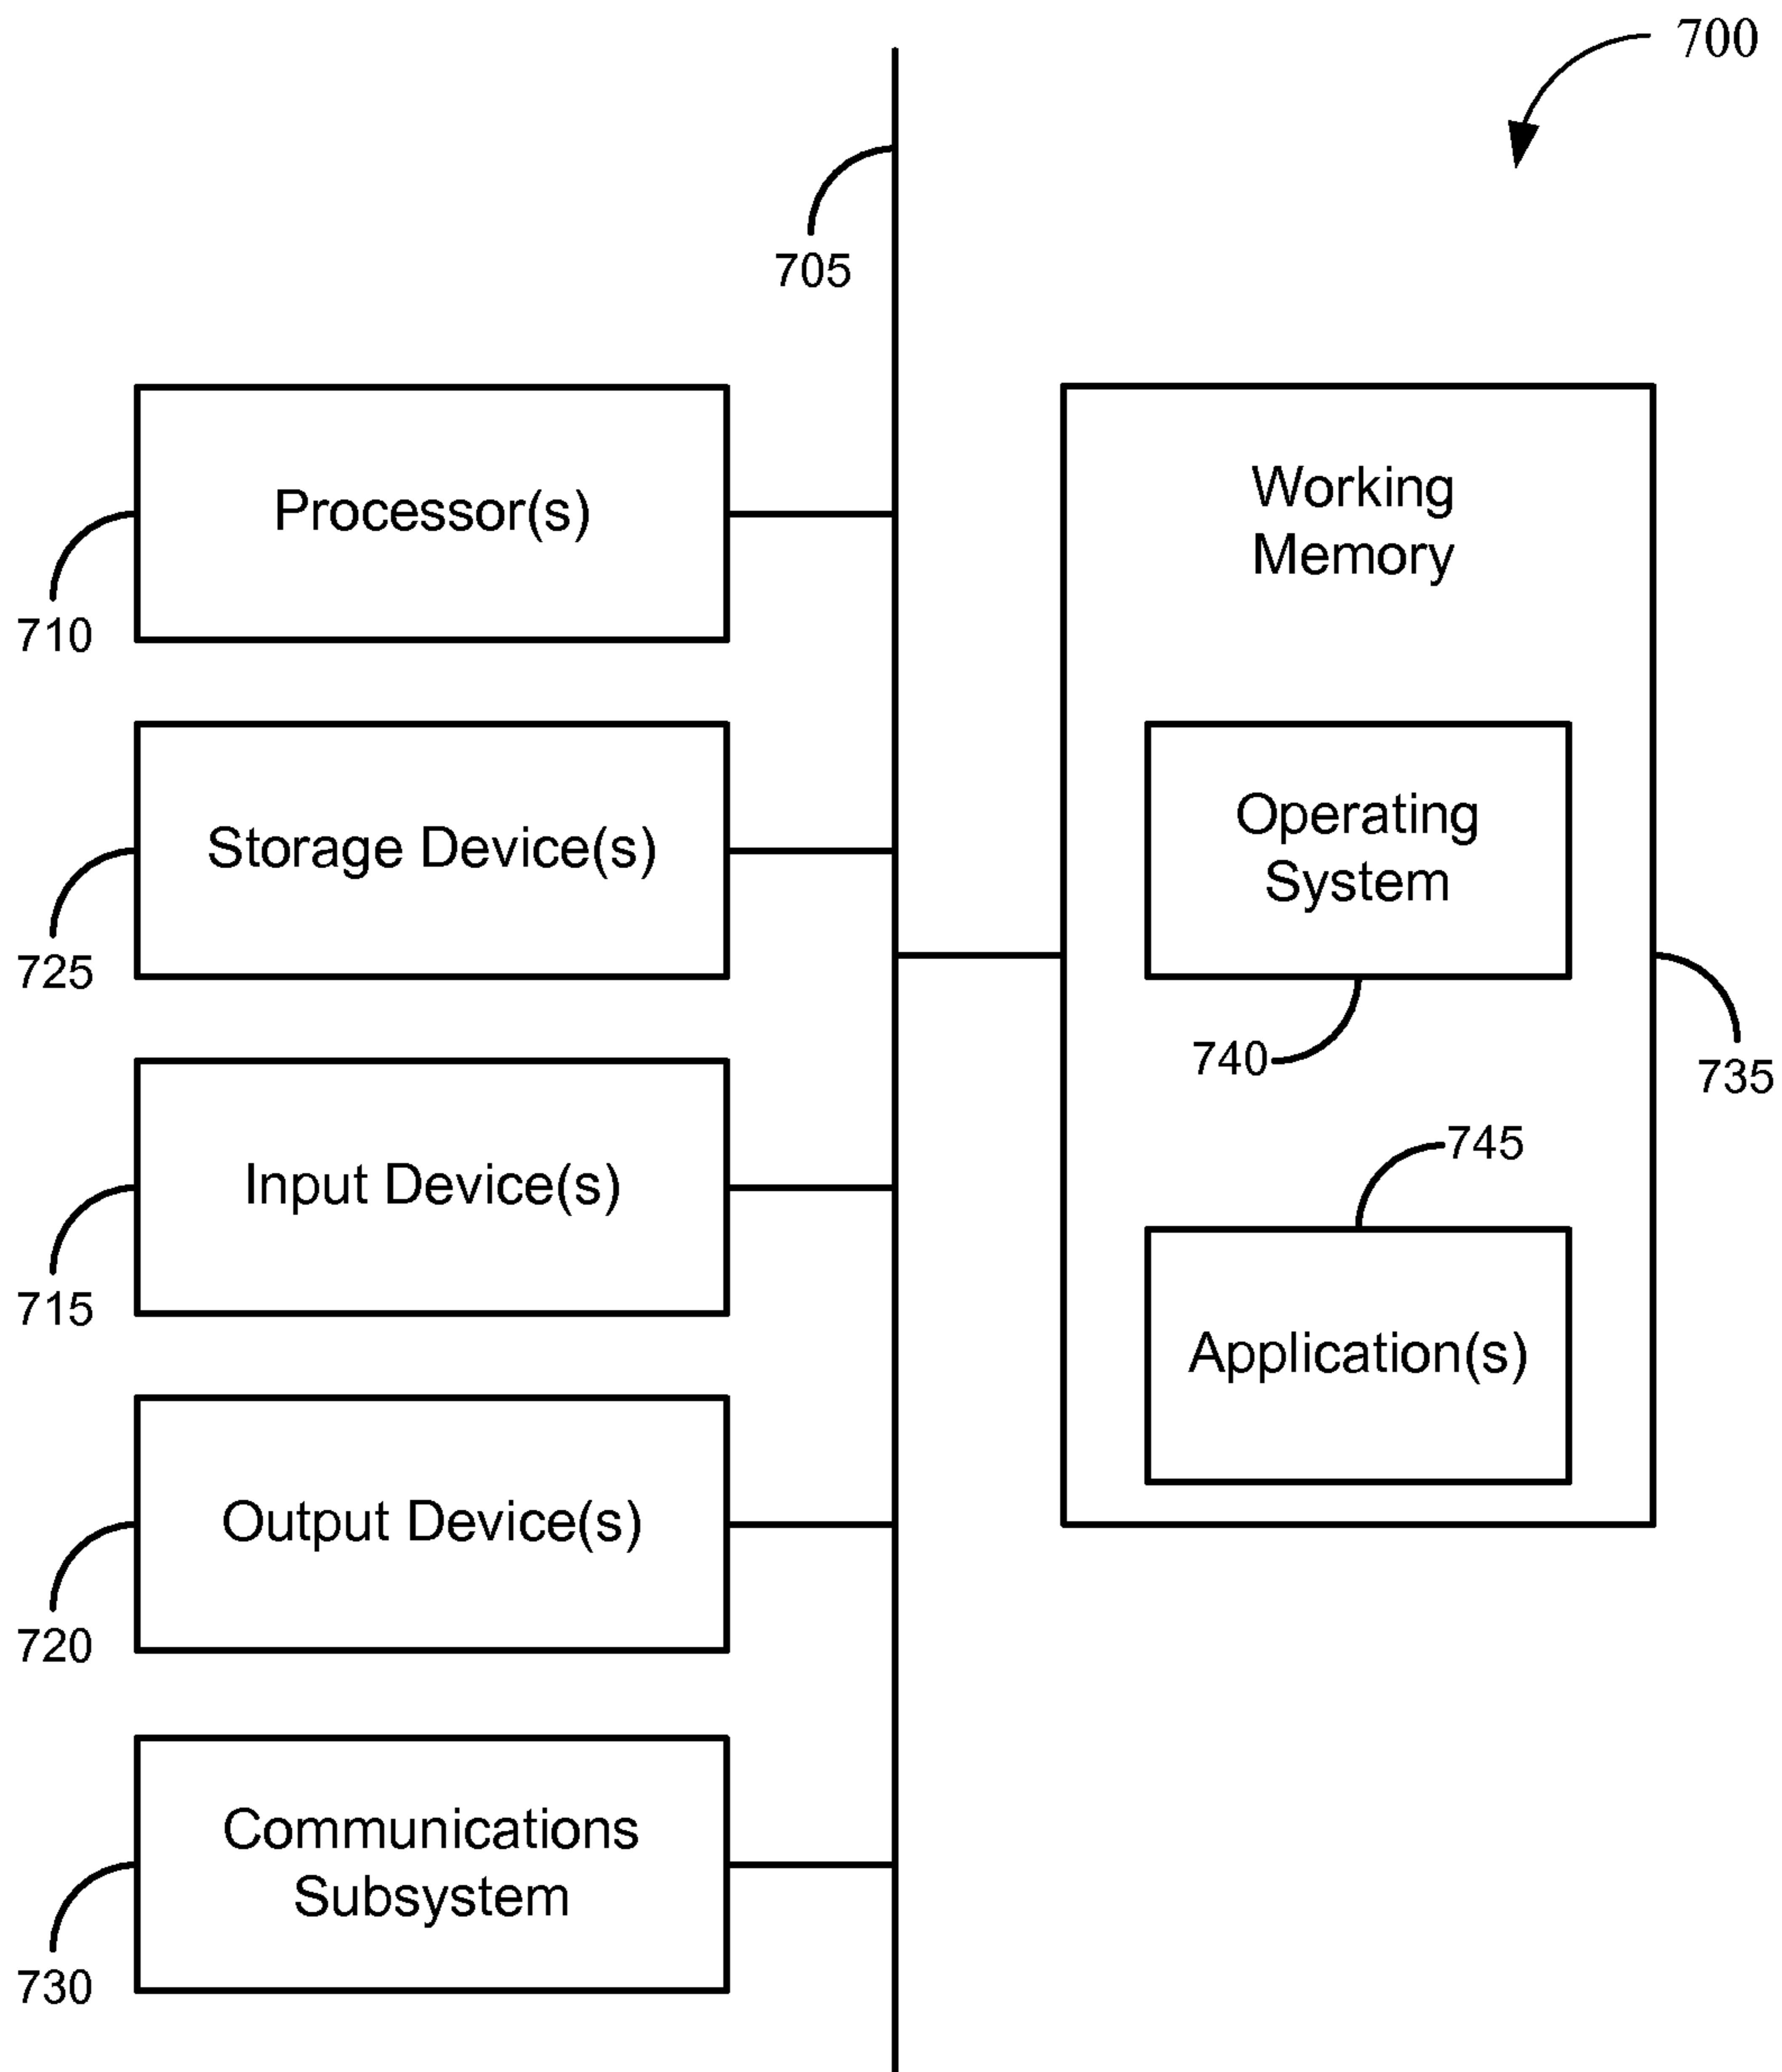 700
705
Processor(s)
710
Storage Device(s)
725
Input Device(s)
715
Output Device(s)
720
Communications
Subsystem
730
Working
Memory
Operating
System
740
735
745
Application(s)